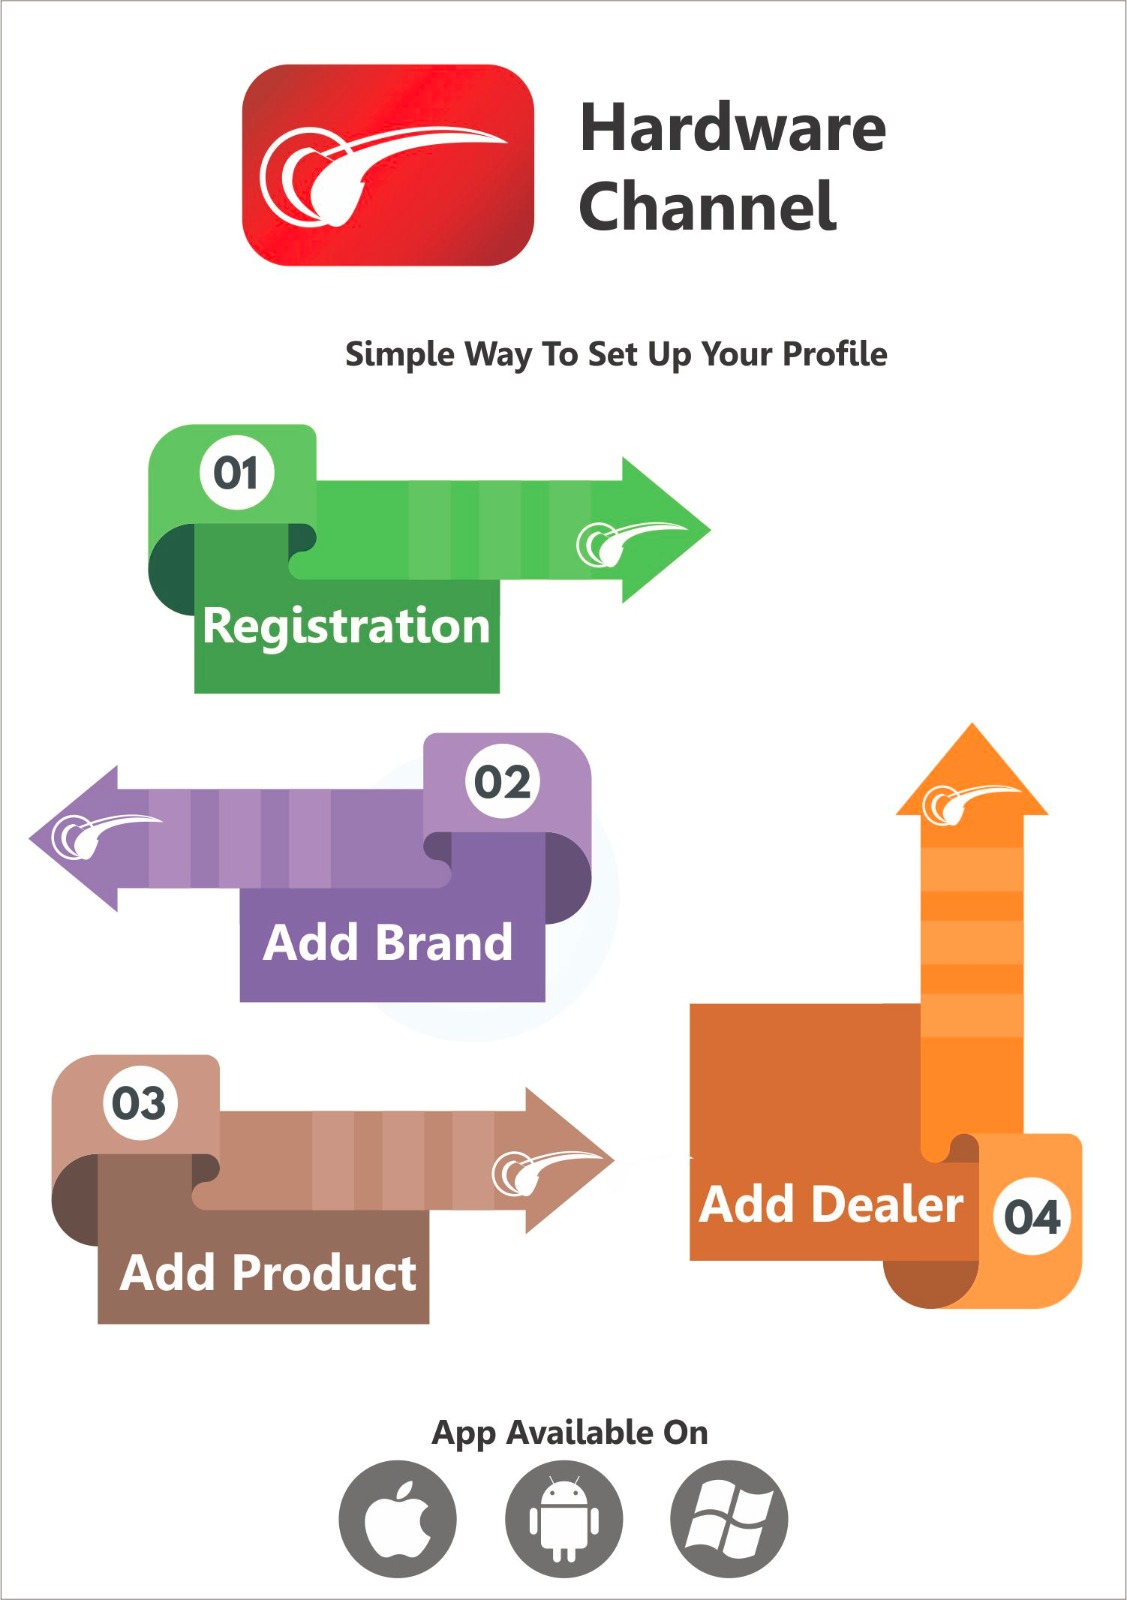 Hardware
Channel
Simple Way To Set Up Your Profile
01
Registration
02
Add Brand
03
Add Product
Add Dealer
04
App Available On